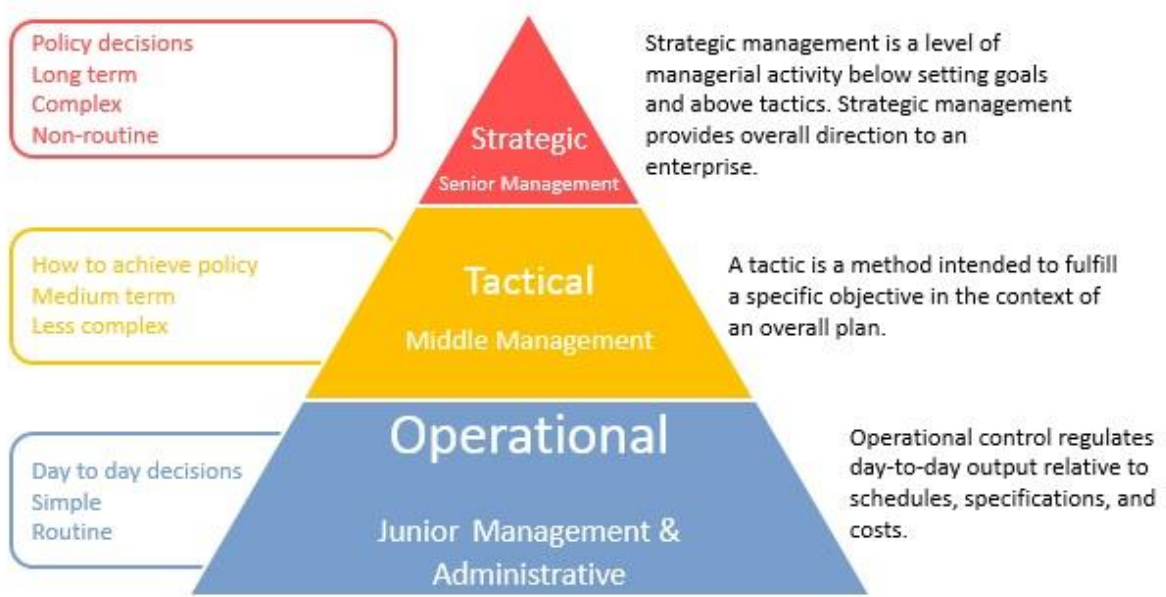 Policy decisions
Long term
Complex
Non-routine
Strategic
Senior Management
Strategic management is a level of
managerial activity below setting goals
and above tactics. Strategic management
provides overall direction to an
enterprise.
How to achieve policy
Medium term
Less complex
Tactical
Middle Management
A tactic is a method intended to fulfill
a specific objective in the context of
an overall plan.
Day to day decisions
Simple
Routine
Operational
Junior Management &
Administrative
Operational control regulates
day-to-day output relative to
schedules, specifications, and
costs.